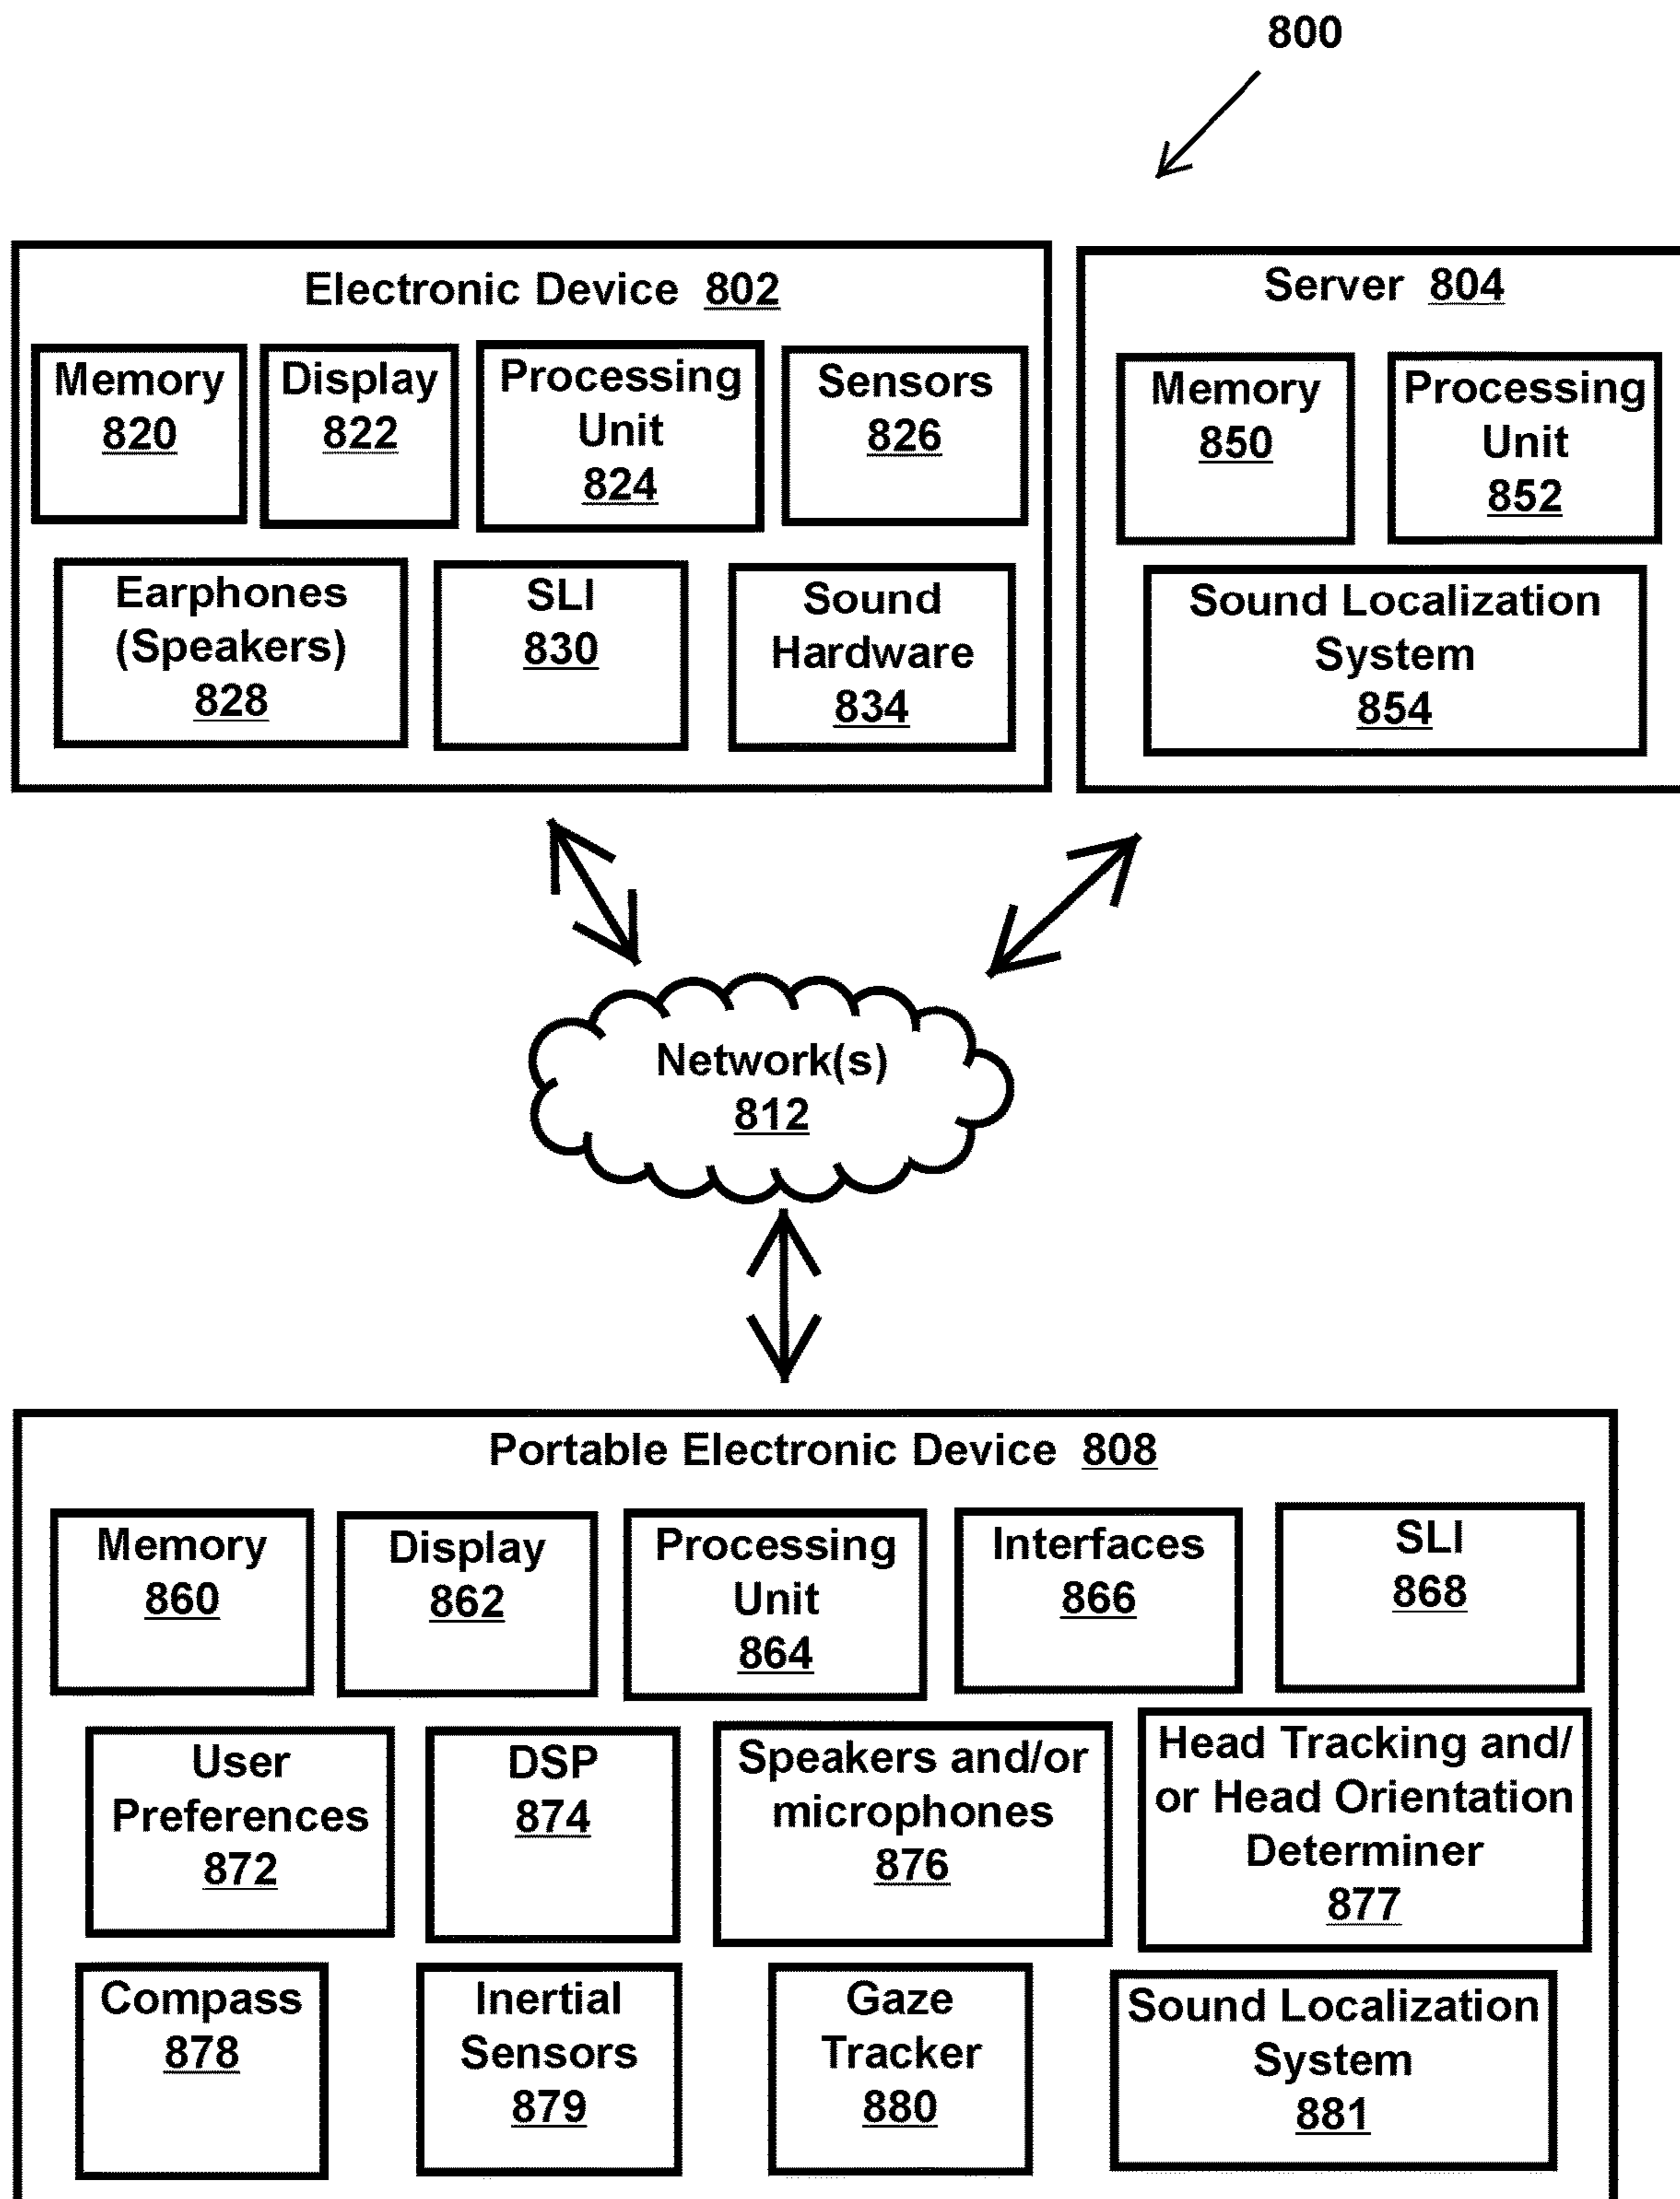 800
Electronic Device 802
Memory
820
Display
822
Processing
Unit
824
Sensors
826
Earphones
(Speakers)
828
SLI
830
Sound
Hardware
834
Server 804
Memory
850
Processing
Unit
852
Sound Localization
System
854
Network(s)
812
Portable Electronic Device 808
Memory
860
Display
862
Processing
Unit
864
Interfaces
866
SLI
868
User
Preferences
872
DSP
874
Speakers and/or
microphones
876
Head Tracking and/
or Head Orientation
Determiner
877
Compass
878
Inertial
Sensors
879
Gaze
Tracker
880
Sound Localization
System
881